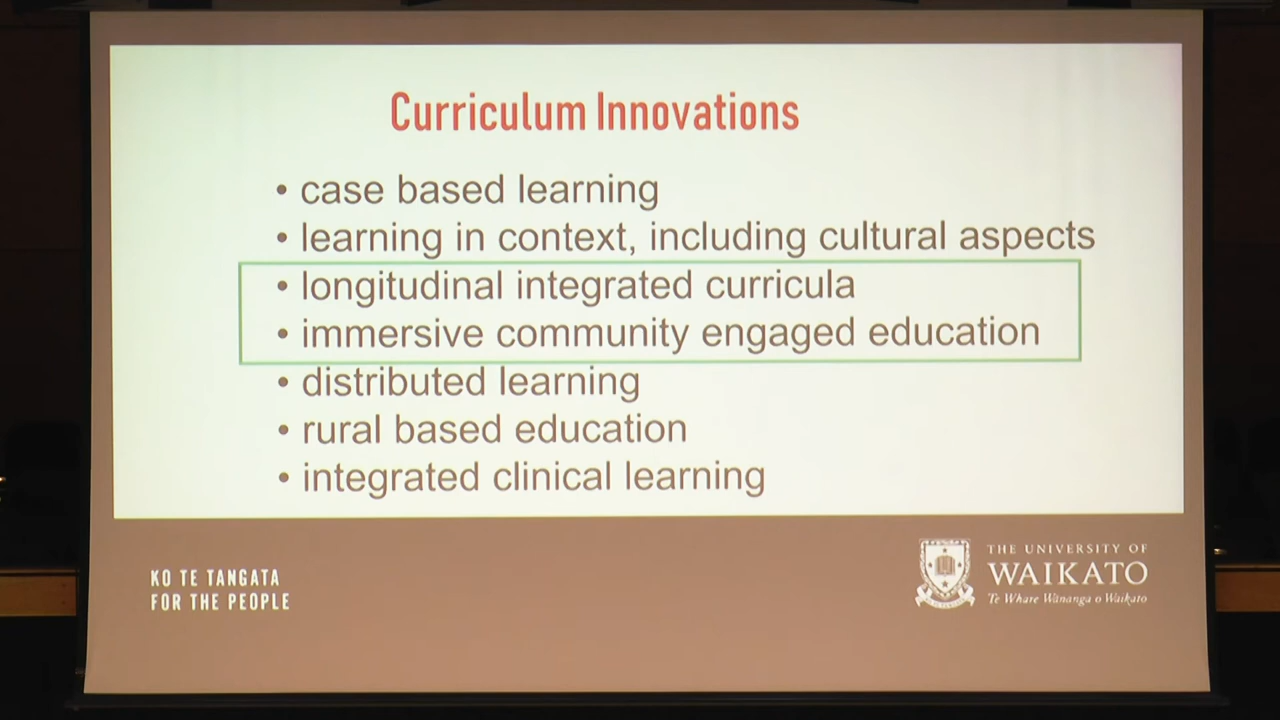 Curriculum Innovations
• case based learning
• learning in context, including cultural aspects
• longitudinal integrated curricula
• immersive community engaged education
• distributed learning
• rural based education
• integrated clinical learning
KO TE TANGATA
FOR THE PEOPLE
THE UNIVERSITY OF
WAIKATO
Te Whare Wānanga o Waikato